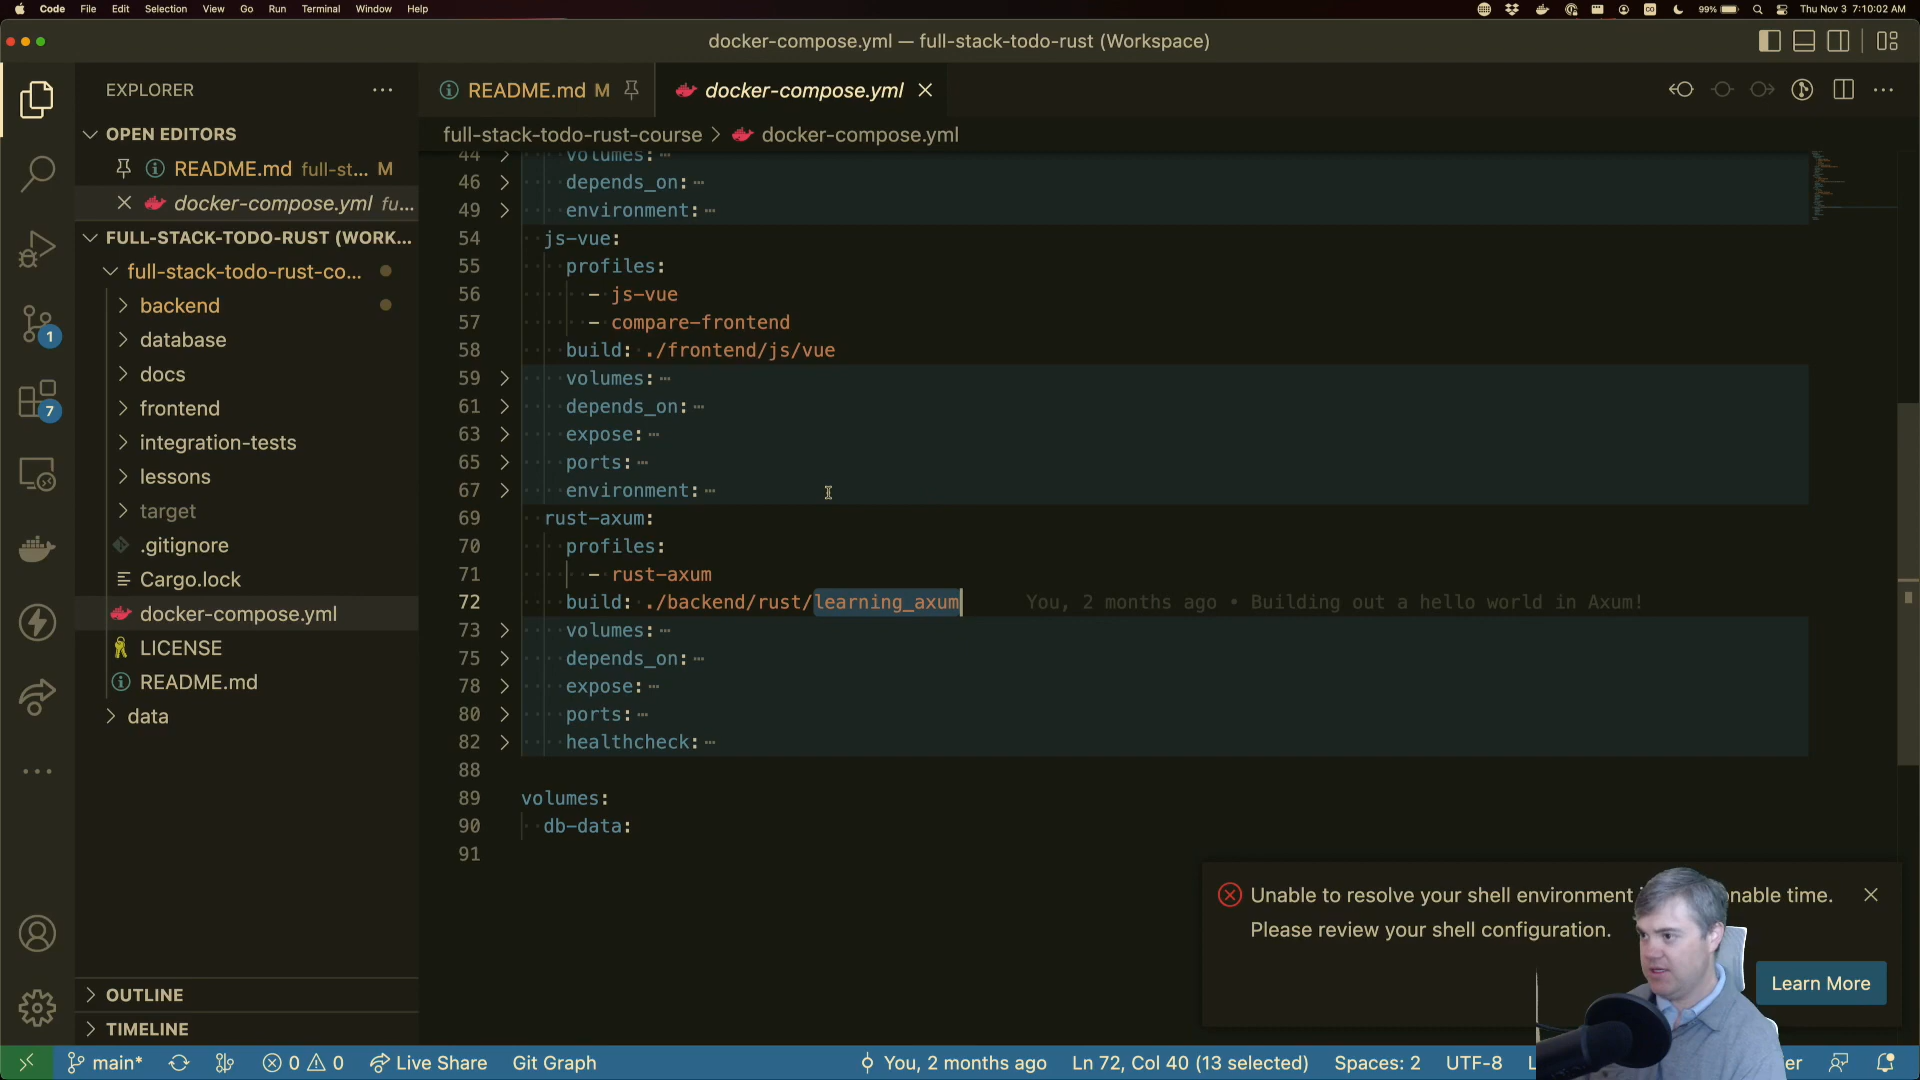 Code File Edit Selection View Go Run Terminal Window Help
99% Thu Nov 3 7:10:02 AM
docker-compose.yml — full-stack-todo-rust (Workspace)
EXPLORER
README.md M
docker-compose.yml
OPEN EDITORS
README.md full-st... M
docker-compose.yml fu...
FULL-STACK-TODO-RUST (WORK...
full-stack-todo-rust-co...
backend
database
docs
frontend
integration-tests
lessons
target
.gitignore
Cargo.lock
docker-compose.yml
LICENSE
README.md
data
OUTLINE
TIMELINE
1
7
full-stack-todo-rust-course > docker-compose.yml
44 volumes: ⋯
46 depends_on: ⋯
49 environment: ⋯
54 js-vue:
55 profiles:
56 - js-vue
57 - compare-frontend
58 build: ./frontend/js/vue
59 volumes: ⋯
61 depends_on: ⋯
63 expose: ⋯
65 ports: ⋯
67 environment: ⋯
69 rust-axum:
70 profiles:
71 - rust-axum
72 build: ./backend/rust/learning_axum You, 2 months ago • Building out a hello world in Axum!
73 volumes: ⋯
75 depends_on: ⋯
78 expose: ⋯
80 ports: ⋯
82 healthcheck: ⋯
88
89 volumes:
90 db-data:
91
Unable to resolve your shell environment
time.
Please review your shell configuration.
Learn More
main* 0 0 Live Share Git Graph
You, 2 months ago Ln 72, Col 40 (13 selected) Spaces: 2 UTF-8